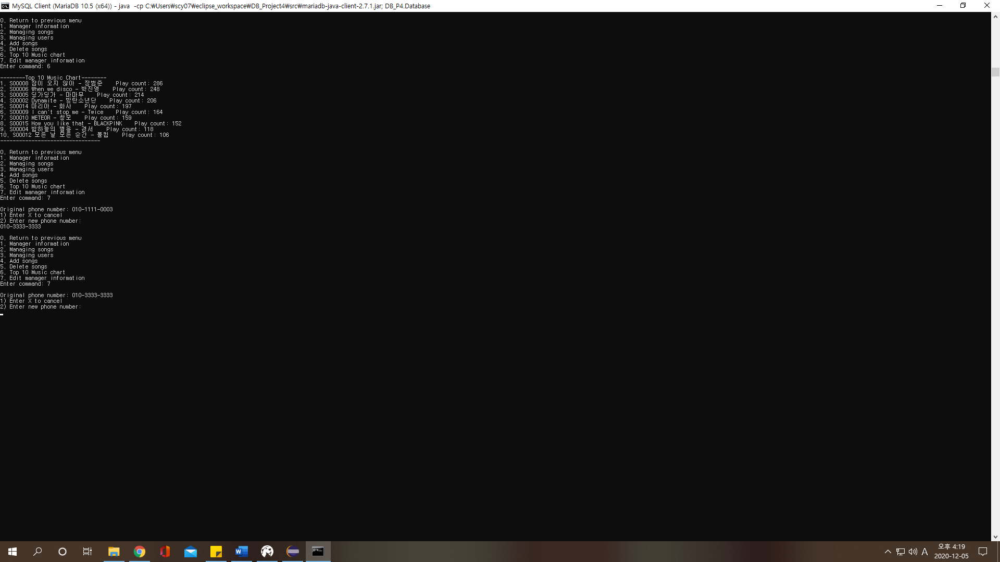 MySQL Client (MariaDB 10.5 (x64)) - java  -cp C:₩Users₩scy07₩eclipse_workspace₩DB_Project4₩src₩mariadb-java-client-2.7.1.jar; DB_P4.Database
0. Return to previous menu
1. Manager information
2. Managing songs
3. Managing users
4. Add songs
5. Delete songs
6. Top 10 Music chart
7. Edit manager information
Enter command: 6
--------Top 10 Music Chart--------
1. S00008 잠이 오지 않아 - 장범준    Play count: 286
2. S00006 When we disco - 박진영    Play count: 248
3. S00005 딩가딩가 - 마마무    Play count: 214
4. S00002 Dynamite - 방탄소년단    Play count: 206
5. S00014 마리아 - 화사    Play count: 197
6. S00009 I can't stop me - Twice    Play count: 164
7. S00010 METEOR - 창모    Play count: 159
8. S00015 How you like that - BLACKPINK    Play count: 152
9. S00004 밤하늘의 별을 - 경서    Play count: 118
10. S00012 모든 날 모든 순간 - 폴킴    Play count: 106
--------------------------------
0. Return to previous menu
1. Manager information
2. Managing songs
3. Managing users
4. Add songs
5. Delete songs
6. Top 10 Music chart
7. Edit manager information
Enter command: 7
Original phone number: 010-1111-0003
1) Enter X to cancel
2) Enter new phone number:
010-3333-3333
0. Return to previous menu
1. Manager information
2. Managing songs
3. Managing users
4. Add songs
5. Delete songs
6. Top 10 Music chart
7. Edit manager information
Enter command: 7
Original phone number: 010-3333-3333
1) Enter X to cancel
2) Enter new phone number:
A
오후 4:19
2020-12-05